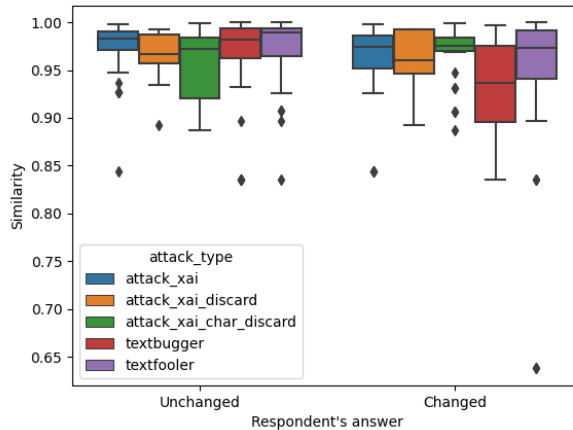 1.00
0.95
0.90
0.85
0.80
0.75
0.70
0.65
Similarity
attack_type
attack_xai
attack_xai_discard
attack_xai_char_discard
textbugger
textfooler
Unchanged
Changed
Respondent's answer